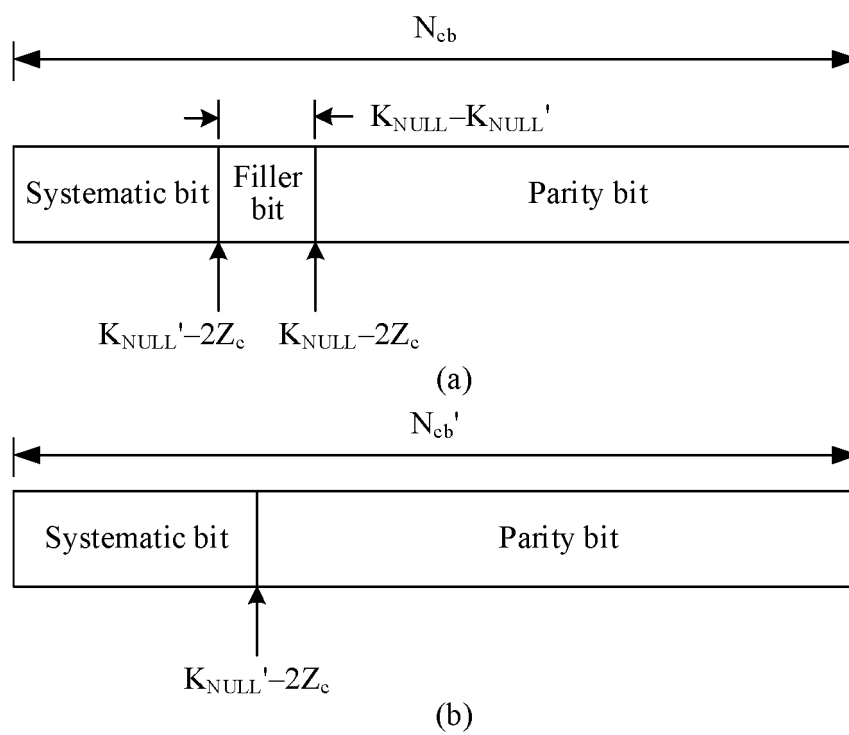 N_cb
K_NULL–K_NULL'
Systematic bit
Filler
bit
Parity bit
K_NULL'–2Z_c
K_NULL–2Z_c
(a)
N_cb'
Systematic bit
Parity bit
K_NULL'–2Z_c
(b)